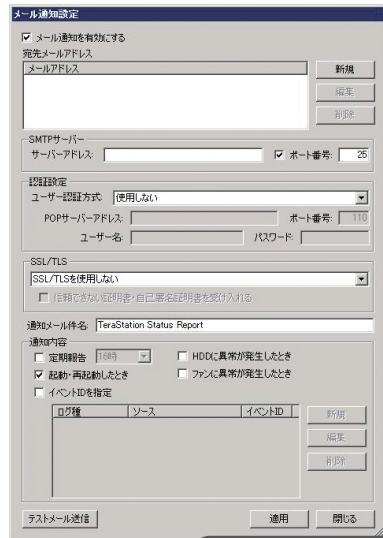 メール通知設定
メール通知を有効にする
宛先メールアドレス
メールアドレス
新規
編集
削除
SMTPサーバー
サーバーアドレス:
ポート番号: 25
認証設定
ユーザー認証方式: 使用しない
POPサーバーアドレス: ポート番号: 110
ユーザー名: パスワード:
SSL/TLS
SSL/TLSを使用しない
信頼できない証明書・自己署名証明書を受け入れる
通知メール件名: TeraStation Status Report
通知内容
定期報告 16時 HDDに異常が発生したとき
起動・再起動したとき ファンに異常が発生したとき
イベントIDを指定
ログ種 ソース イベントID
新規
編集
削除
テストメール送信 適用 閉じる